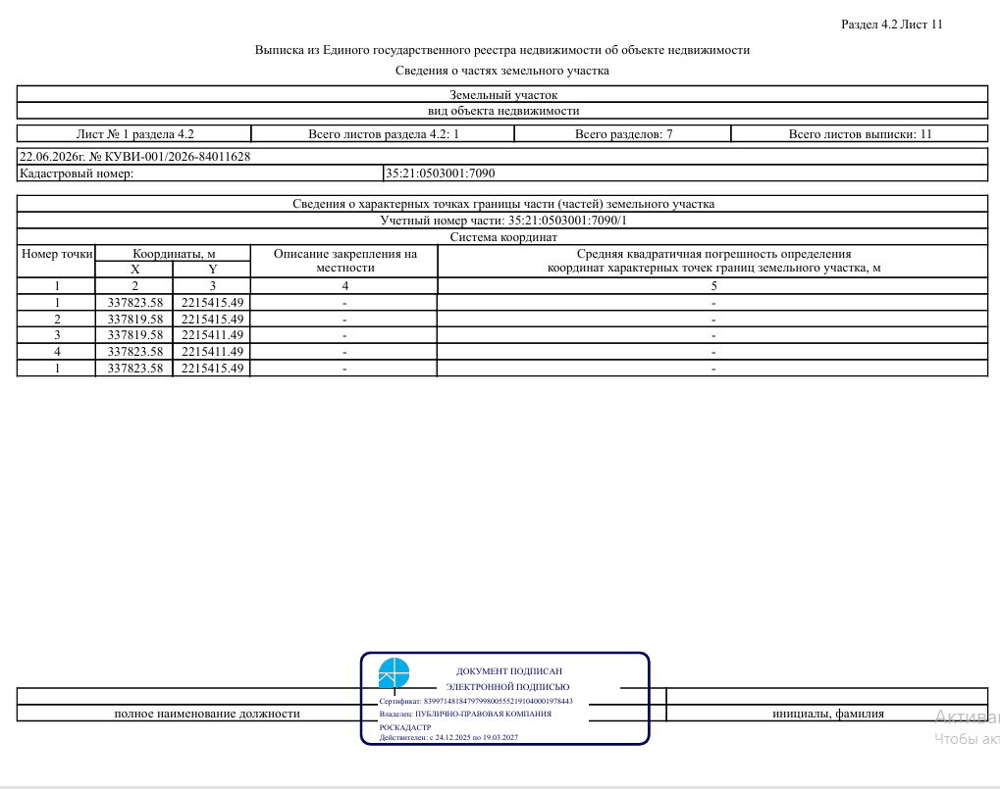 Раздел 4.2 Лист 11
Выписка из Единого государственного реестра недвижимости об объекте недвижимости
Сведения о частях земельного участка
Земельный участок
вид объекта недвижимости
Лист № 1 раздела 4.2 Всего листов раздела 4.2: 1 Всего разделов: 7 Всего листов выписки: 11
22.06.2026г. № КУВИ-001/2026-84011628
Кадастровый номер: 35:21:0503001:7090
Сведения о характерных точках границы части (частей) земельного участка
Учетный номер части: 35:21:0503001:7090/1
Система координат
Номер точки Координаты, м Описание закрепления на местности Средняя квадратичная погрешность определения координат характерных точек границ земельного участка, м
X Y
1 2 3 4 5
1 337823.58 2215415.49 - -
2 337819.58 2215415.49 - -
3 337819.58 2215411.49 - -
4 337823.58 2215411.49 - -
1 337823.58 2215415.49 - -
ДОКУМЕНТ ПОДПИСАН
ЭЛЕКТРОННОЙ ПОДПИСЬЮ
Сертификат: 83997148184797998005552191040001978443
Владелец: ПУБЛИЧНО-ПРАВОВАЯ КОМПАНИЯ
РОСКАДАСТР
Действителен: с 24.12.2025 по 19.03.2027
полное наименование должности инициалы, фамилия
Актива
Чтобы акт